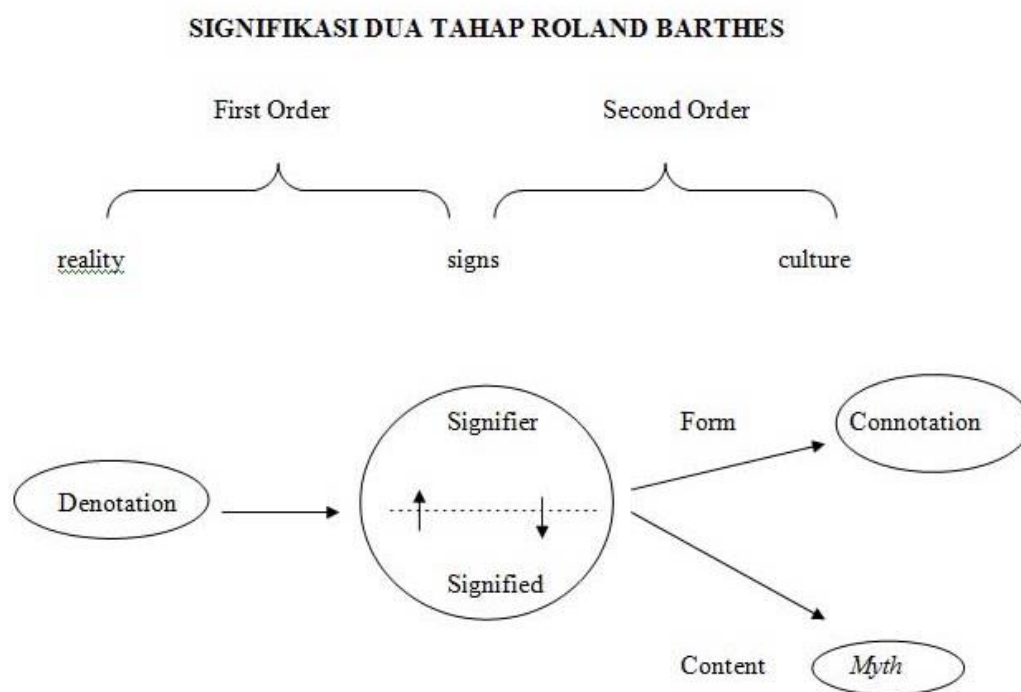 SIGNIFIKASI DUA TAHAP ROLAND BARTHES
First Order Second Order
reality signs culture
Signifier Form Connotation
Denotation
Signified
Content Myth